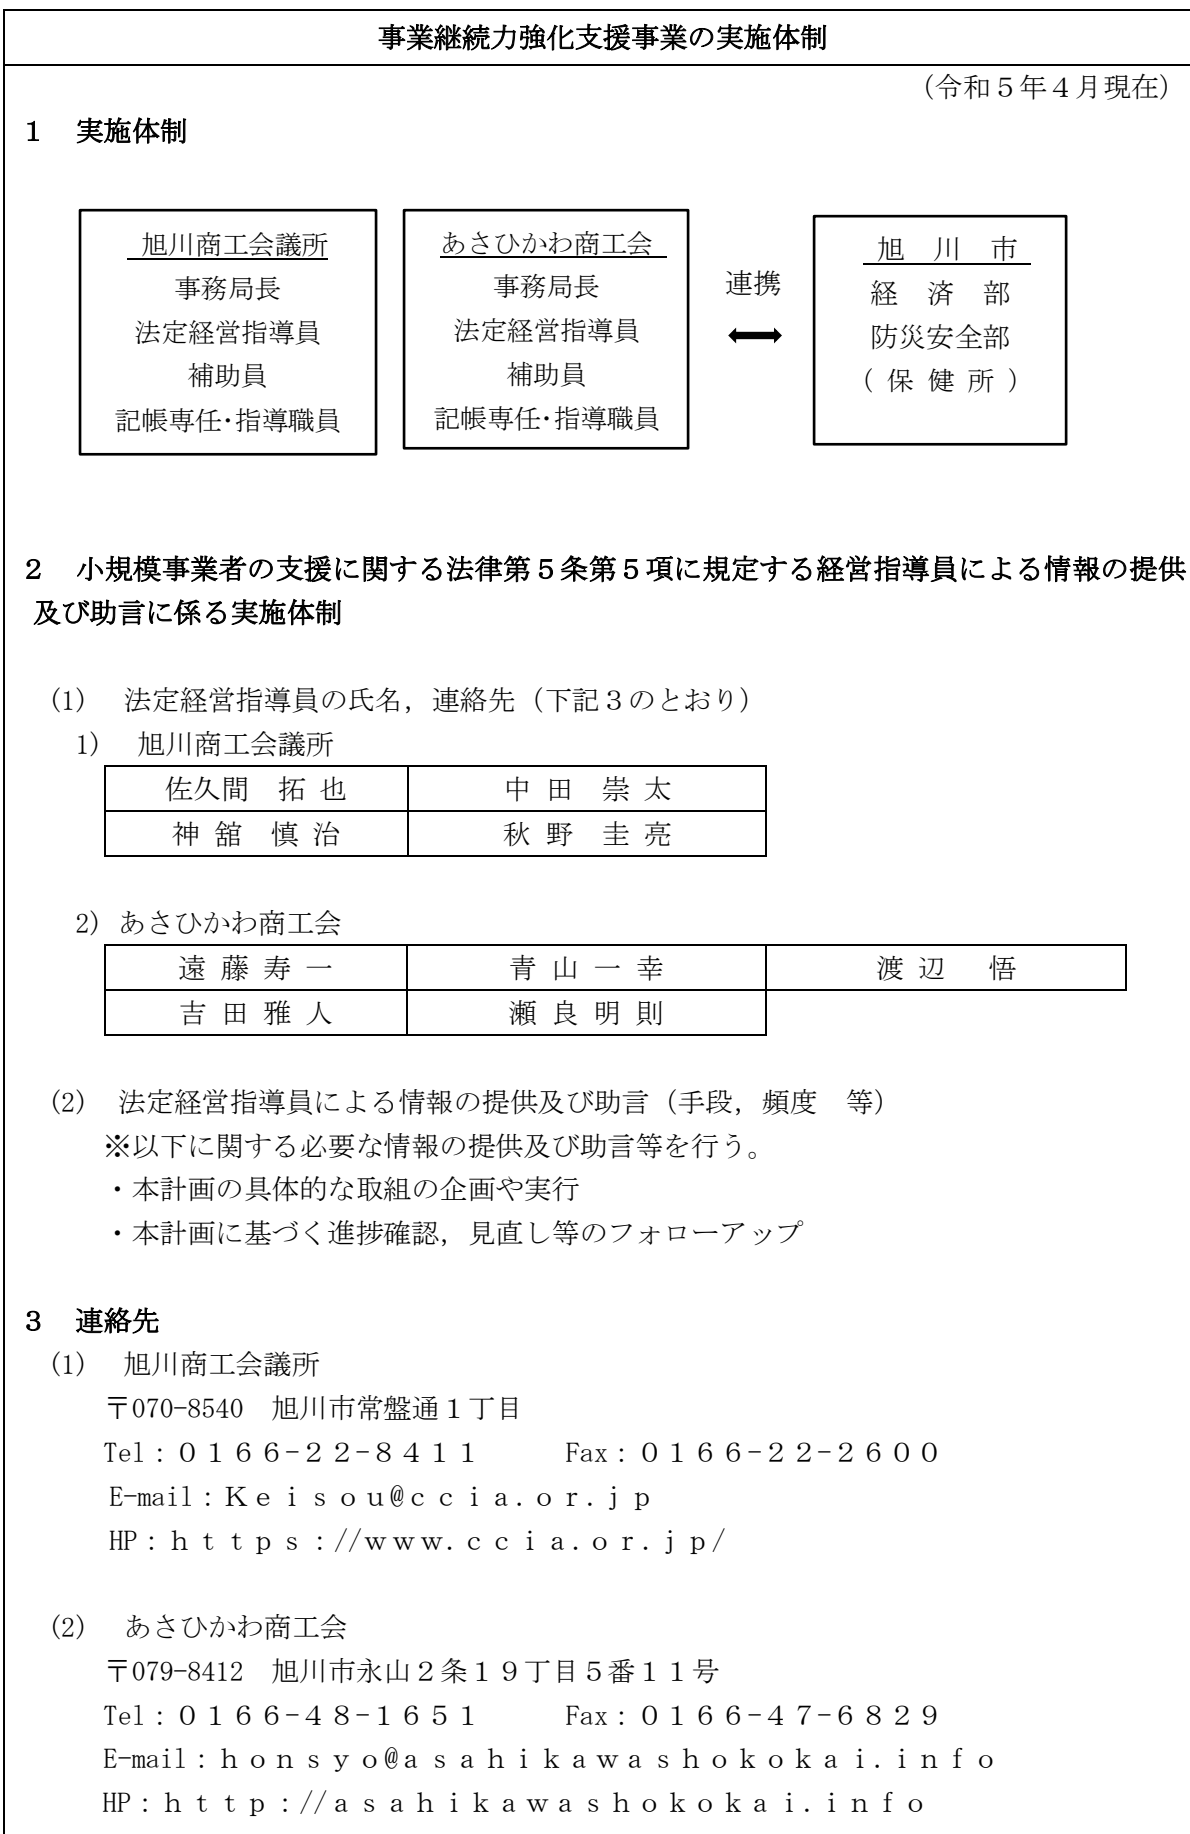 事業継続力強化支援事業の実施体制
（令和５年４月現在）
１　実施体制
旭川商工会議所
事務局長
法定経営指導員
補助員
記帳専任・指導職員
あさひかわ商工会
事務局長
法定経営指導員
補助員
記帳専任・指導職員
連携
旭　川　市
経　済　部
防災安全部
（ 保 健 所 ）
２　小規模事業者の支援に関する法律第５条第５項に規定する経営指導員による情報の提供
及び助言に係る実施体制
(1)　法定経営指導員の氏名，連絡先（下記３のとおり）
1)　旭川商工会議所
佐久間　拓 也　中 田　崇 太
神 舘　慎 治　秋 野　圭 亮
2) あさひかわ商工会
遠 藤 寿 一　青 山 一 幸　渡 辺　悟
吉 田 雅 人　瀬 良 明 則
(2)　法定経営指導員による情報の提供及び助言（手段，頻度　等）
※以下に関する必要な情報の提供及び助言等を行う。
・本計画の具体的な取組の企画や実行
・本計画に基づく進捗確認，見直し等のフォローアップ
３　連絡先
(1)　旭川商工会議所
〒070-8540　旭川市常盤通１丁目
Tel：０１６６-２２-８４１１　　Fax：０１６６-２２-２６００
E-mail：Ｋｅｉｓｏｕ@ｃｃｉａ.ｏｒ.ｊｐ
HP：ｈｔｔｐｓ://ｗｗｗ.ｃｃｉａ.ｏｒ.ｊｐ/
(2)　あさひかわ商工会
〒079-8412　旭川市永山２条１９丁目５番１１号
Tel：０１６６-４８-１６５１　　Fax：０１６６-４７-６８２９
E-mail：ｈｏｎｓｙｏ@ａｓａｈｉｋａｗａｓｈｏｋｏｋａｉ.ｉｎｆｏ
HP：ｈｔｔｐ://ａｓａｈｉｋａｗａｓｈｏｋｏｋａｉ.ｉｎｆｏ